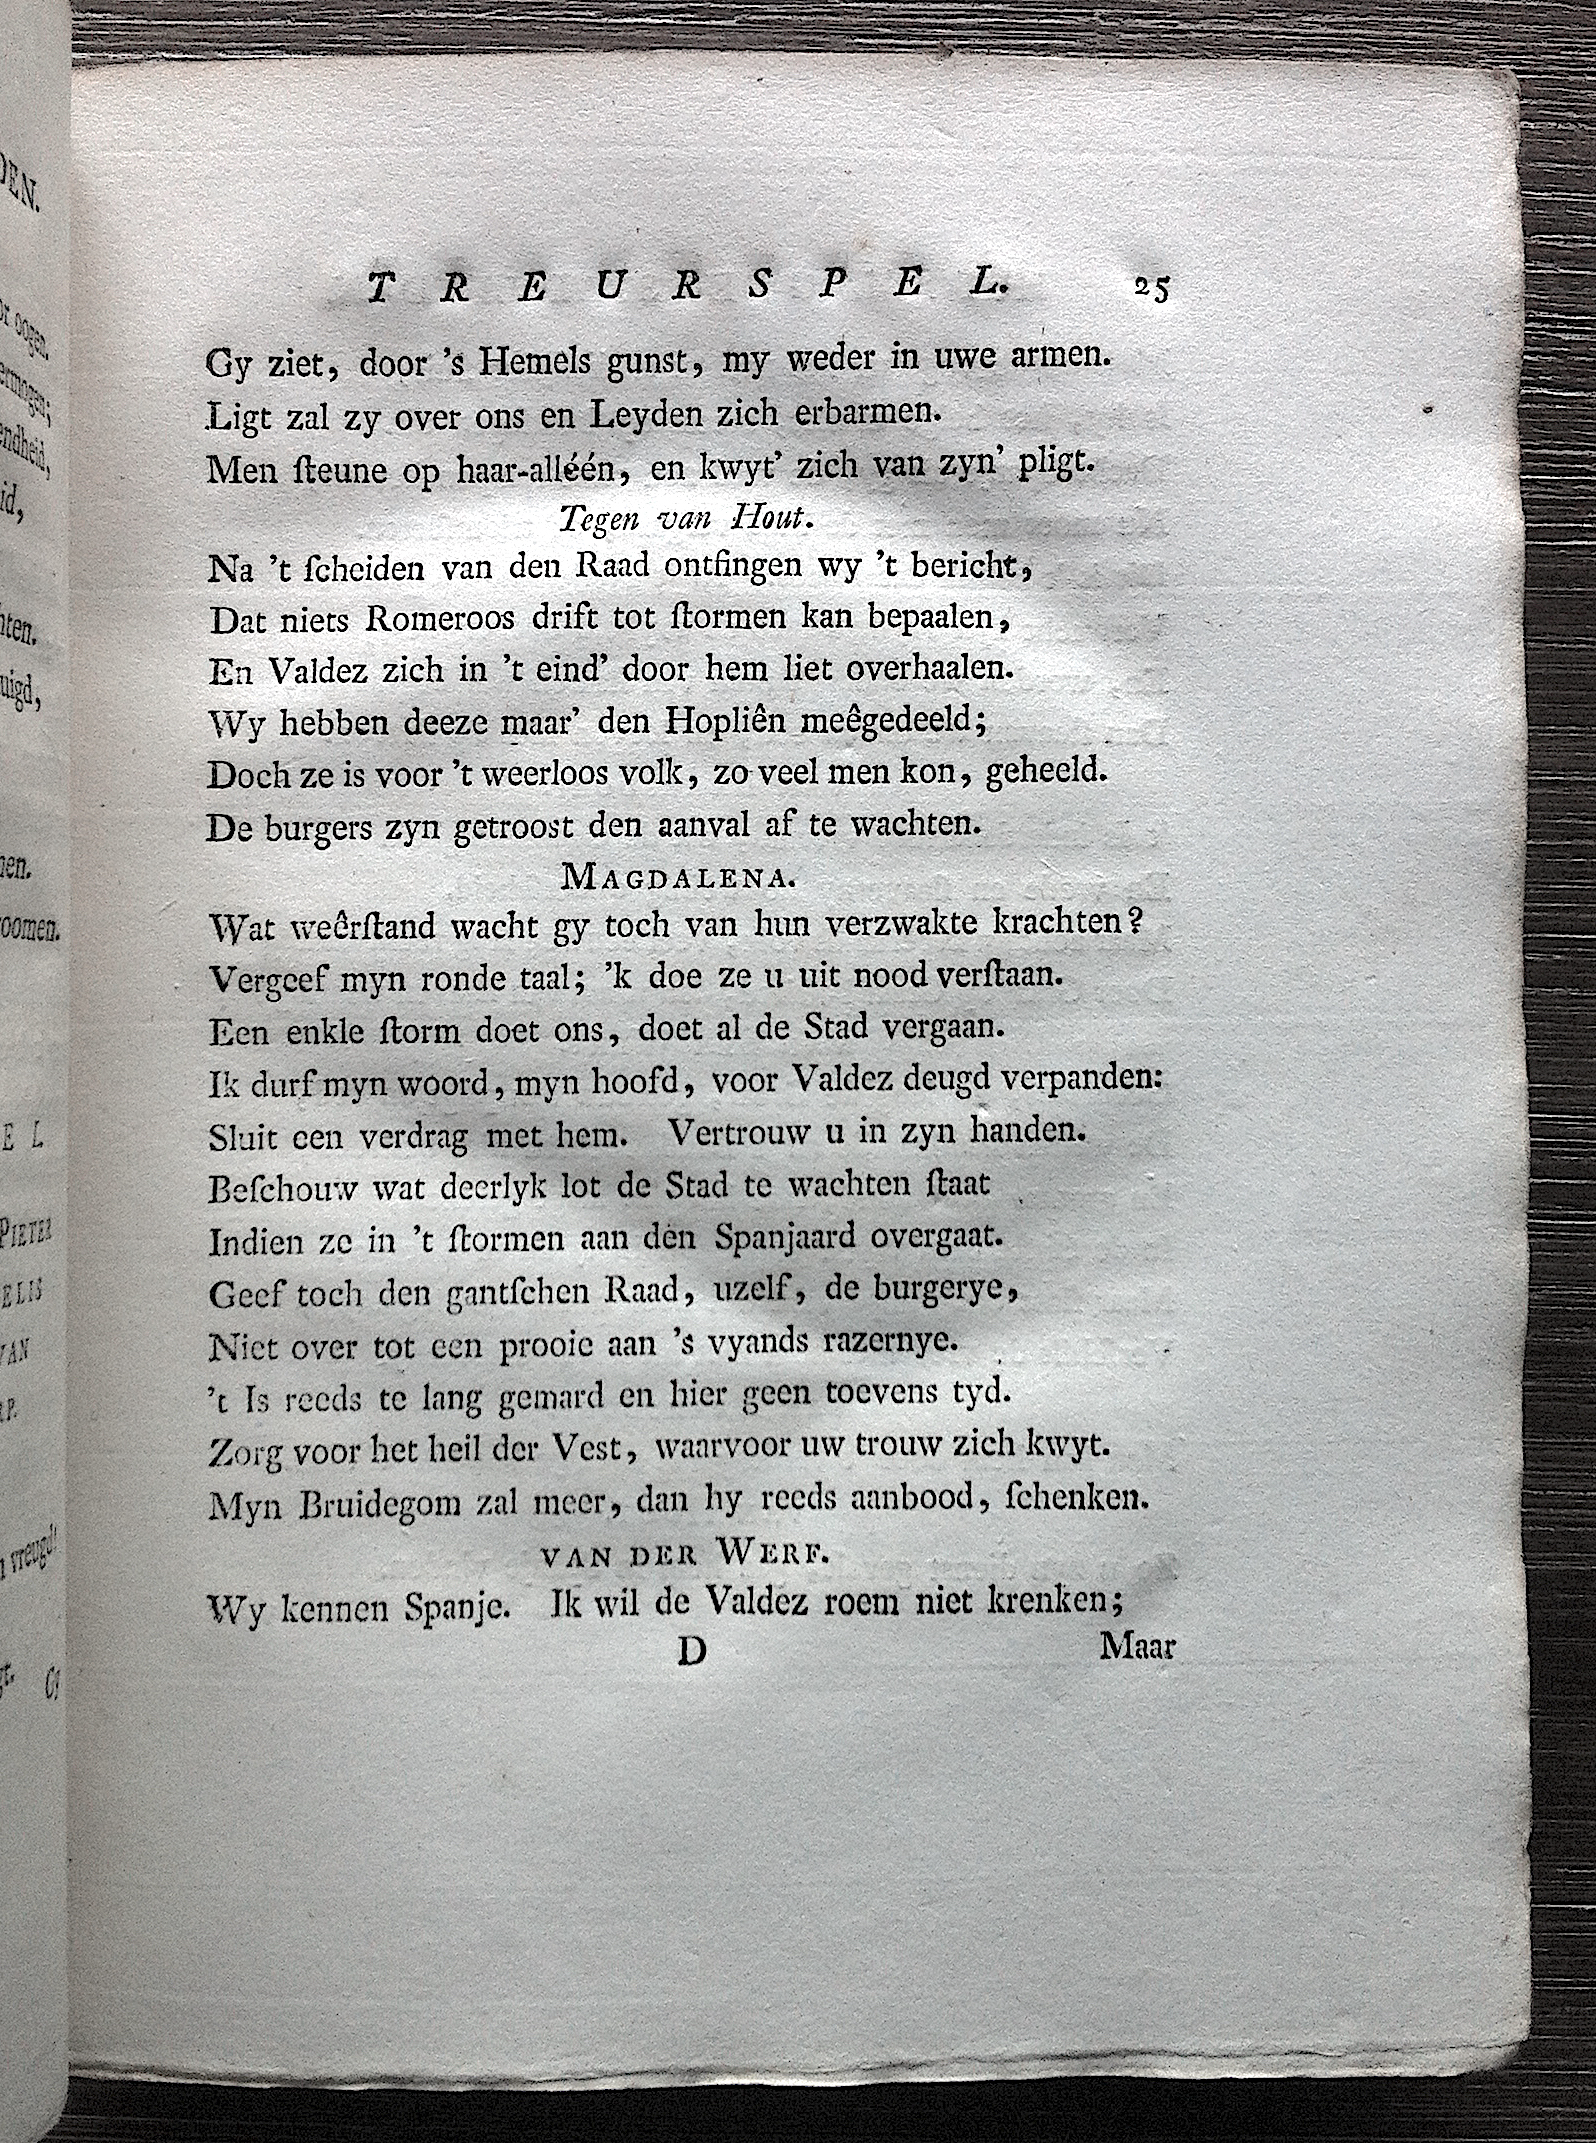 TREURSPEL. 25
Gy ziet, door 's Hemels gunst, my weder in uwe armen.
Ligt zal zy over ons en Leyden zich erbarmen.
Men ſteune op haar-alléén, en kwyt' zich van zyn' pligt.
Tegen van Hout.
Na 't ſcheiden van den Raad ontfingen wy 't bericht,
Dat niets Romeroos drift tot ſtormen kan bepaalen,
En Valdez zich in 't eind' door hem liet overhaalen.
Wy hebben deeze maar' den Hopliên meêgedeeld;
Doch ze is voor 't weerloos volk, zo veel men kon, geheeld.
De burgers zyn getroost den aanval af te wachten.
MAGDALENA.
Wat weêrſtand wacht gy toch van hun verzwakte krachten?
Vergeef myn ronde taal; 'k doe ze u uit nood verſtaan.
Een enkle ſtorm doet ons, doet al de Stad vergaan.
Ik durf myn woord, myn hoofd, voor Valdez deugd verpanden:
Sluit een verdrag met hem. Vertrouw u in zyn handen.
Beſchouw wat deerlyk lot de Stad te wachten ſtaat
Indien ze in 't ſtormen aan den Spanjaard overgaat.
Geef toch den gantſchen Raad, uzelf, de burgerye,
Niet over tot een prooie aan 's vyands razernye.
't Is reeds te lang gemard en hier geen toevens tyd.
Zorg voor het heil der Vest, waarvoor uw trouw zich kwyt.
Myn Bruidegom zal meer, dan hy reeds aanbood, ſchenken.
VAN DER WERF.
Wy kennen Spanje. Ik wil de Valdez roem niet krenken;
D Maar